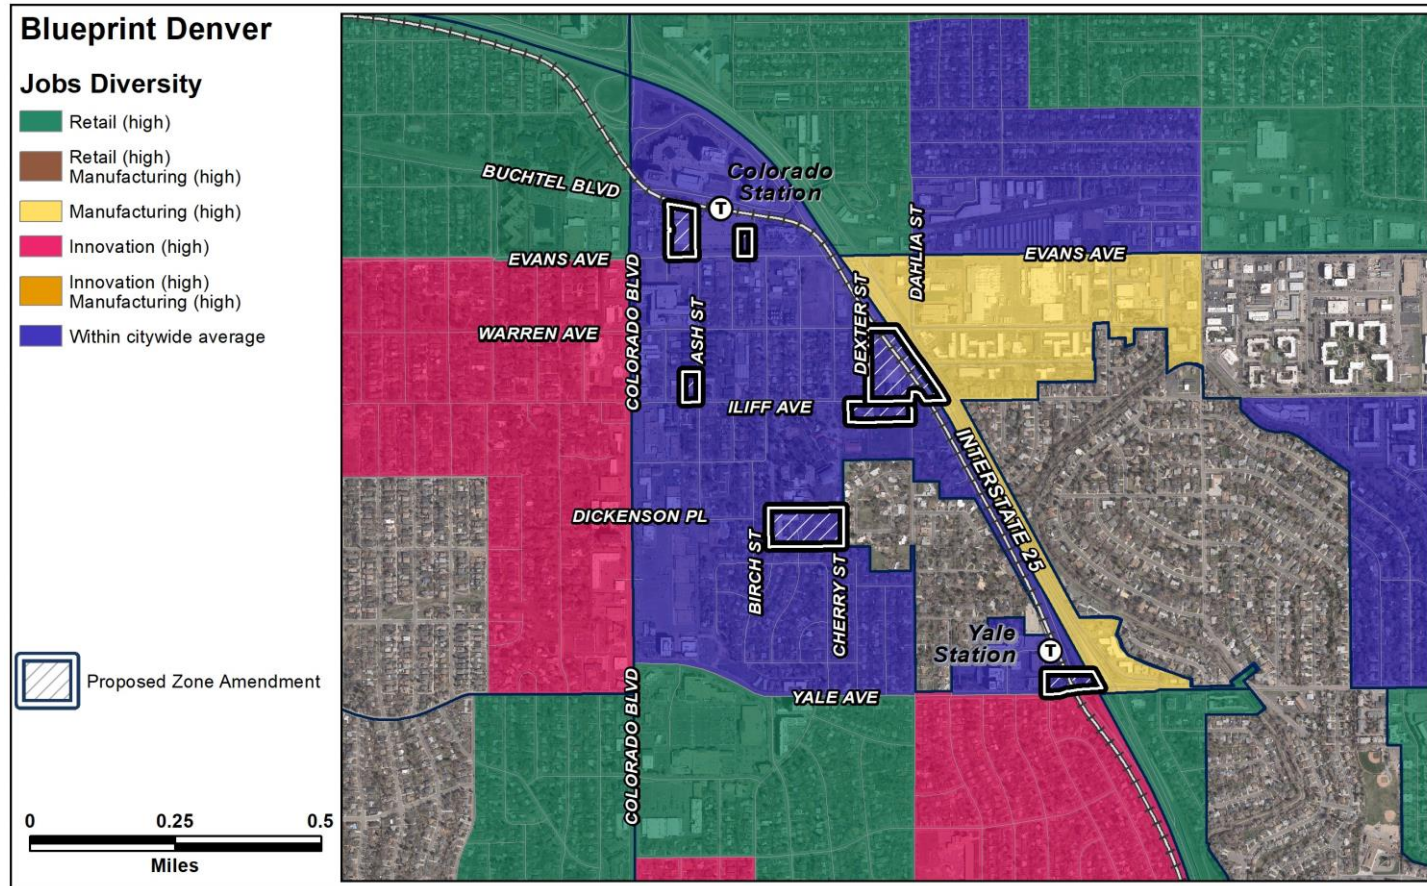 Blueprint Denver
Jobs Diversity
Retail (high)
Retail (high)
Manufacturing (high)
Manufacturing (high)
Innovation (high)
Innovation (high)
Manufacturing (high)
Within citywide average
Proposed Zone Amendment
0 0.25 0.5
Miles
BUCHTEL BLVD
Colorado
Station
T
EVANS AVE
EVANS AVE
COLORADO BLVD
DAHLIA ST
WARREN AVE
ASH ST
DEXTER ST
ILIFF AVE
INTERSTATE 25
DICKENSON PL
BIRCH ST
CHERRY ST
Yale
Station
T
YALE AVE
COLORADO BLVD